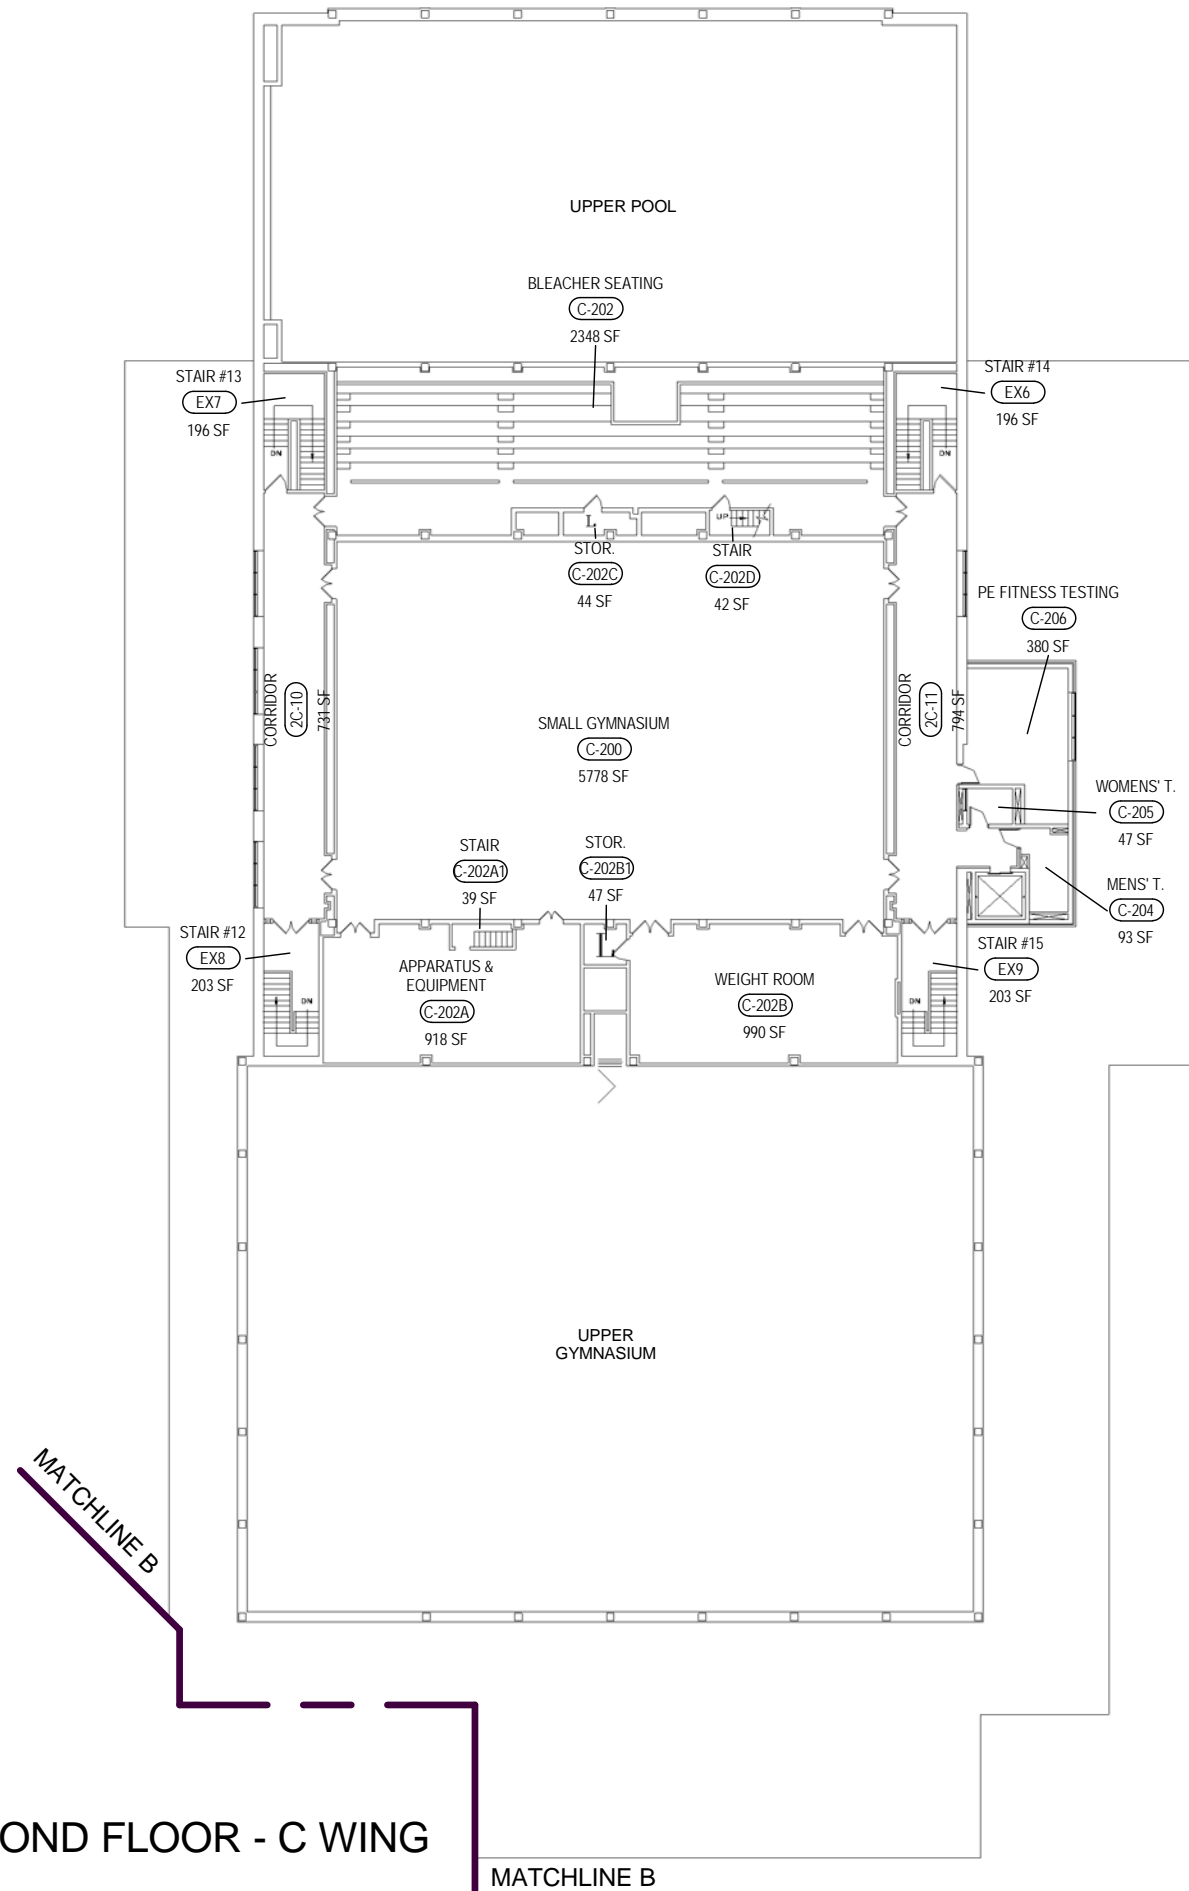 UPPER POOL
BLEACHER SEATING
C-202
2348 SF
STAIR #13
EX7
196 SF
STAIR #14
EX6
196 SF
DN
DN
UP
L
STOR.
C-202C
44 SF
STAIR
C-202D
42 SF
PE FITNESS TESTING
C-206
380 SF
CORRIDOR
2C-10
731 SF
CORRIDOR
2C-11
794 SF
SMALL GYMNASIUM
C-200
5778 SF
WOMENS' T.
C-205
47 SF
STAIR
C-202A1
39 SF
STOR.
C-202B1
47 SF
MENS' T.
C-204
93 SF
STAIR #12
EX8
203 SF
L
STAIR #15
EX9
203 SF
APPARATUS &
EQUIPMENT
C-202A
918 SF
WEIGHT ROOM
C-202B
990 SF
DN
DN
UPPER
GYMNASIUM
MATCHLINE B
OND FLOOR - C WING
MATCHLINE B